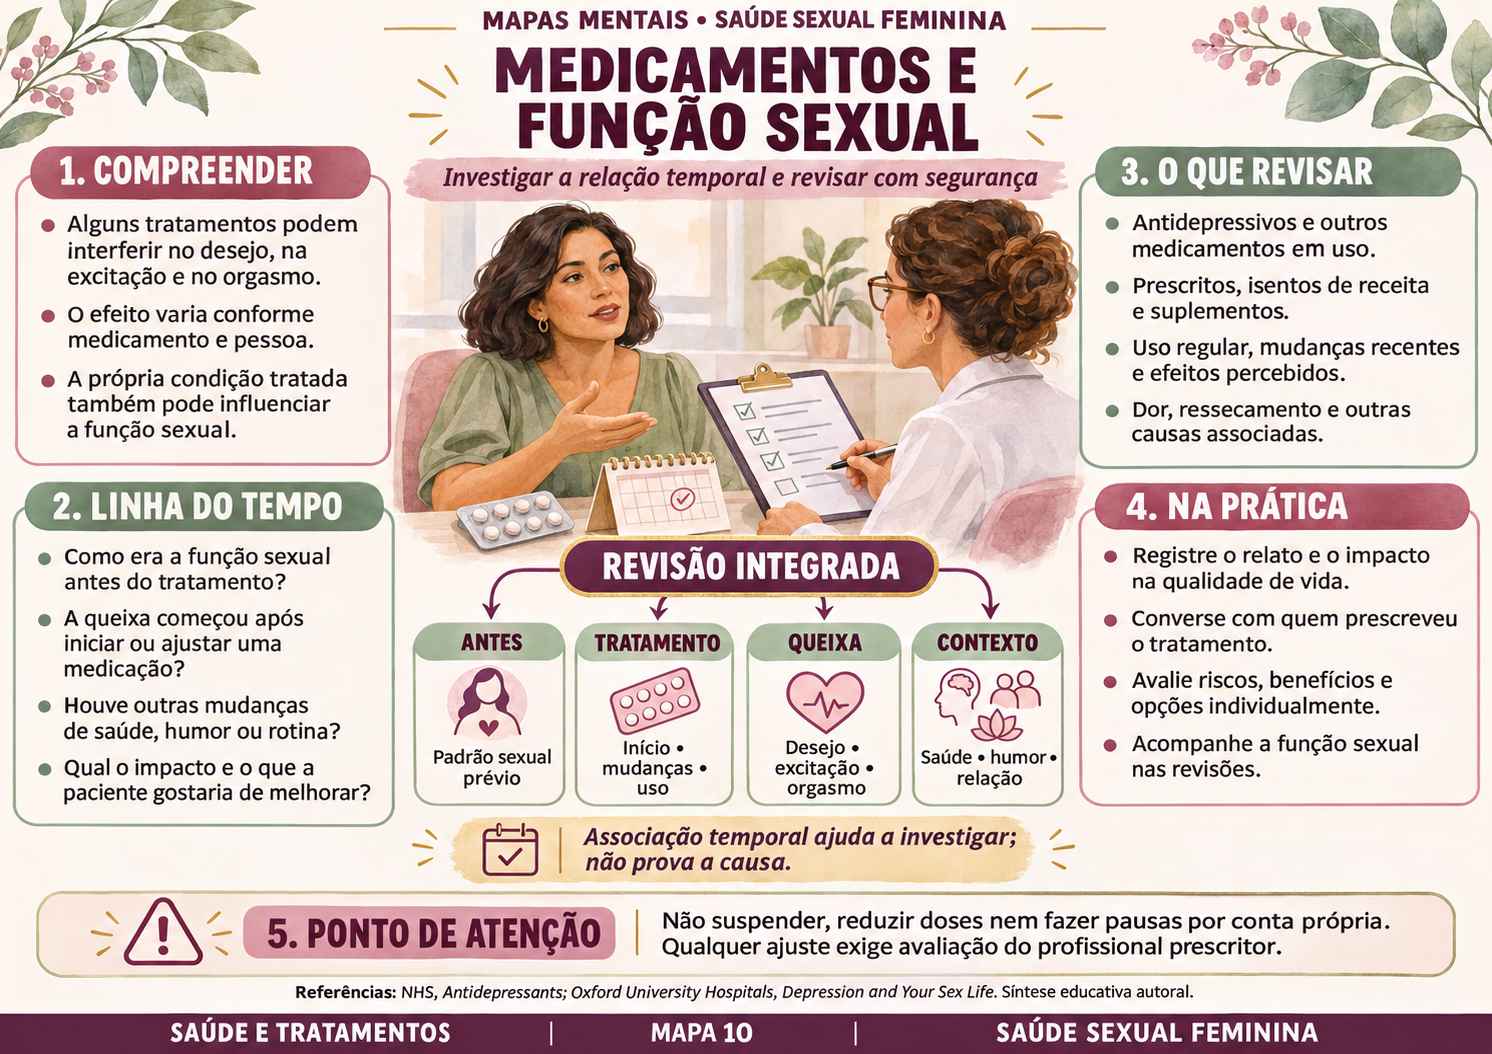 MAPAS MENTAIS • SAÚDE SEXUAL FEMININA
MEDICAMENTOS E
FUNÇÃO SEXUAL
Investigar a relação temporal e revisar com segurança
1. COMPREENDER
• Alguns tratamentos podem
interferir no desejo, na
excitação e no orgasmo.
• O efeito varia conforme
medicamento e pessoa.
• A própria condição tratada
também pode influenciar
a função sexual.
2. LINHA DO TEMPO
• Como era a função sexual
antes do tratamento?
• A queixa começou após
iniciar ou ajustar uma
medicação?
• Houve outras mudanças
de saúde, humor ou rotina?
• Qual o impacto e o que a
paciente gostaria de melhorar?
3. O QUE REVISAR
• Antidepressivos e outros
medicamentos em uso.
• Prescritos, isentos de receita
e suplementos.
• Uso regular, mudanças recentes
e efeitos percebidos.
• Dor, ressecamento e outras
causas associadas.
4. NA PRÁTICA
• Registre o relato e o impacto
na qualidade de vida.
• Converse com quem prescreveu
o tratamento.
• Avalie riscos, benefícios e
opções individualmente.
• Acompanhe a função sexual
nas revisões.
REVISÃO INTEGRADA
ANTES
Padrão sexual
prévio
TRATAMENTO
Início •
mudanças •
uso
QUEIXA
Desejo •
excitação •
orgasmo
CONTEXTO
Saúde • humor •
relação
Associação temporal ajuda a investigar;
não prova a causa.
5. PONTO DE ATENÇÃO
Não suspender, reduzir doses nem fazer pausas por conta própria.
Qualquer ajuste exige avaliação do profissional prescritor.
Referências: NHS, Antidepressants; Oxford University Hospitals, Depression and Your Sex Life. Síntese educativa autoral.
SAÚDE E TRATAMENTOS | MAPA 10 | SAÚDE SEXUAL FEMININA